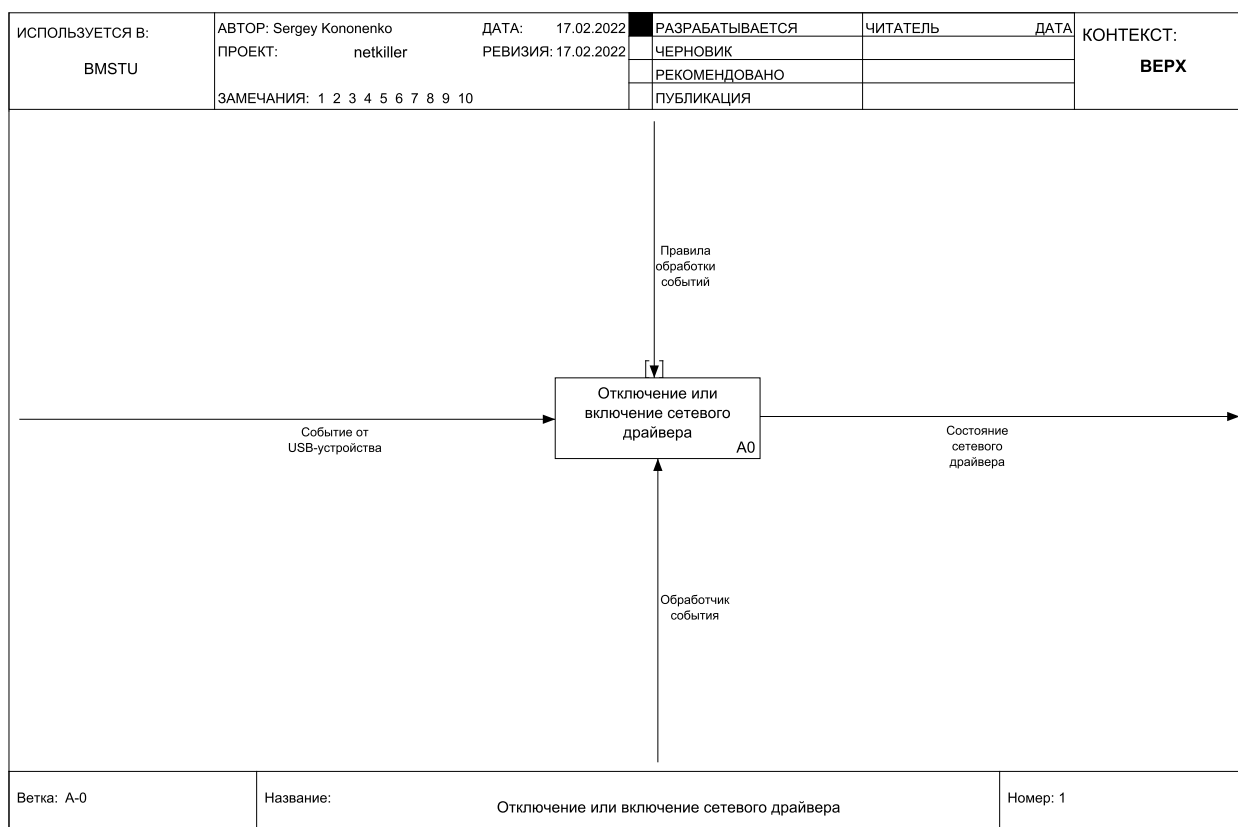 ИСПОЛЬЗУЕТСЯ В:
BMSTU
АВТОР: Sergey Kononenko
ДАТА: 17.02.2022
ПРОЕКТ: netkiller
РЕВИЗИЯ: 17.02.2022
ЗАМЕЧАНИЯ: 1 2 3 4 5 6 7 8 9 10
РАЗРАБАТЫВАЕТСЯ
ЧЕРНОВИК
РЕКОМЕНДОВАНО
ПУБЛИКАЦИЯ
ЧИТАТЕЛЬ ДАТА
КОНТЕКСТ:
ВЕРХ
Правила
обработки
событий
Отключение или
включение сетевого
драйвера
A0
Событие от
USB-устройства
Состояние
сетевого
драйвера
Обработчик
события
Ветка: A-0
Название:
Отключение или включение сетевого драйвера
Номер: 1